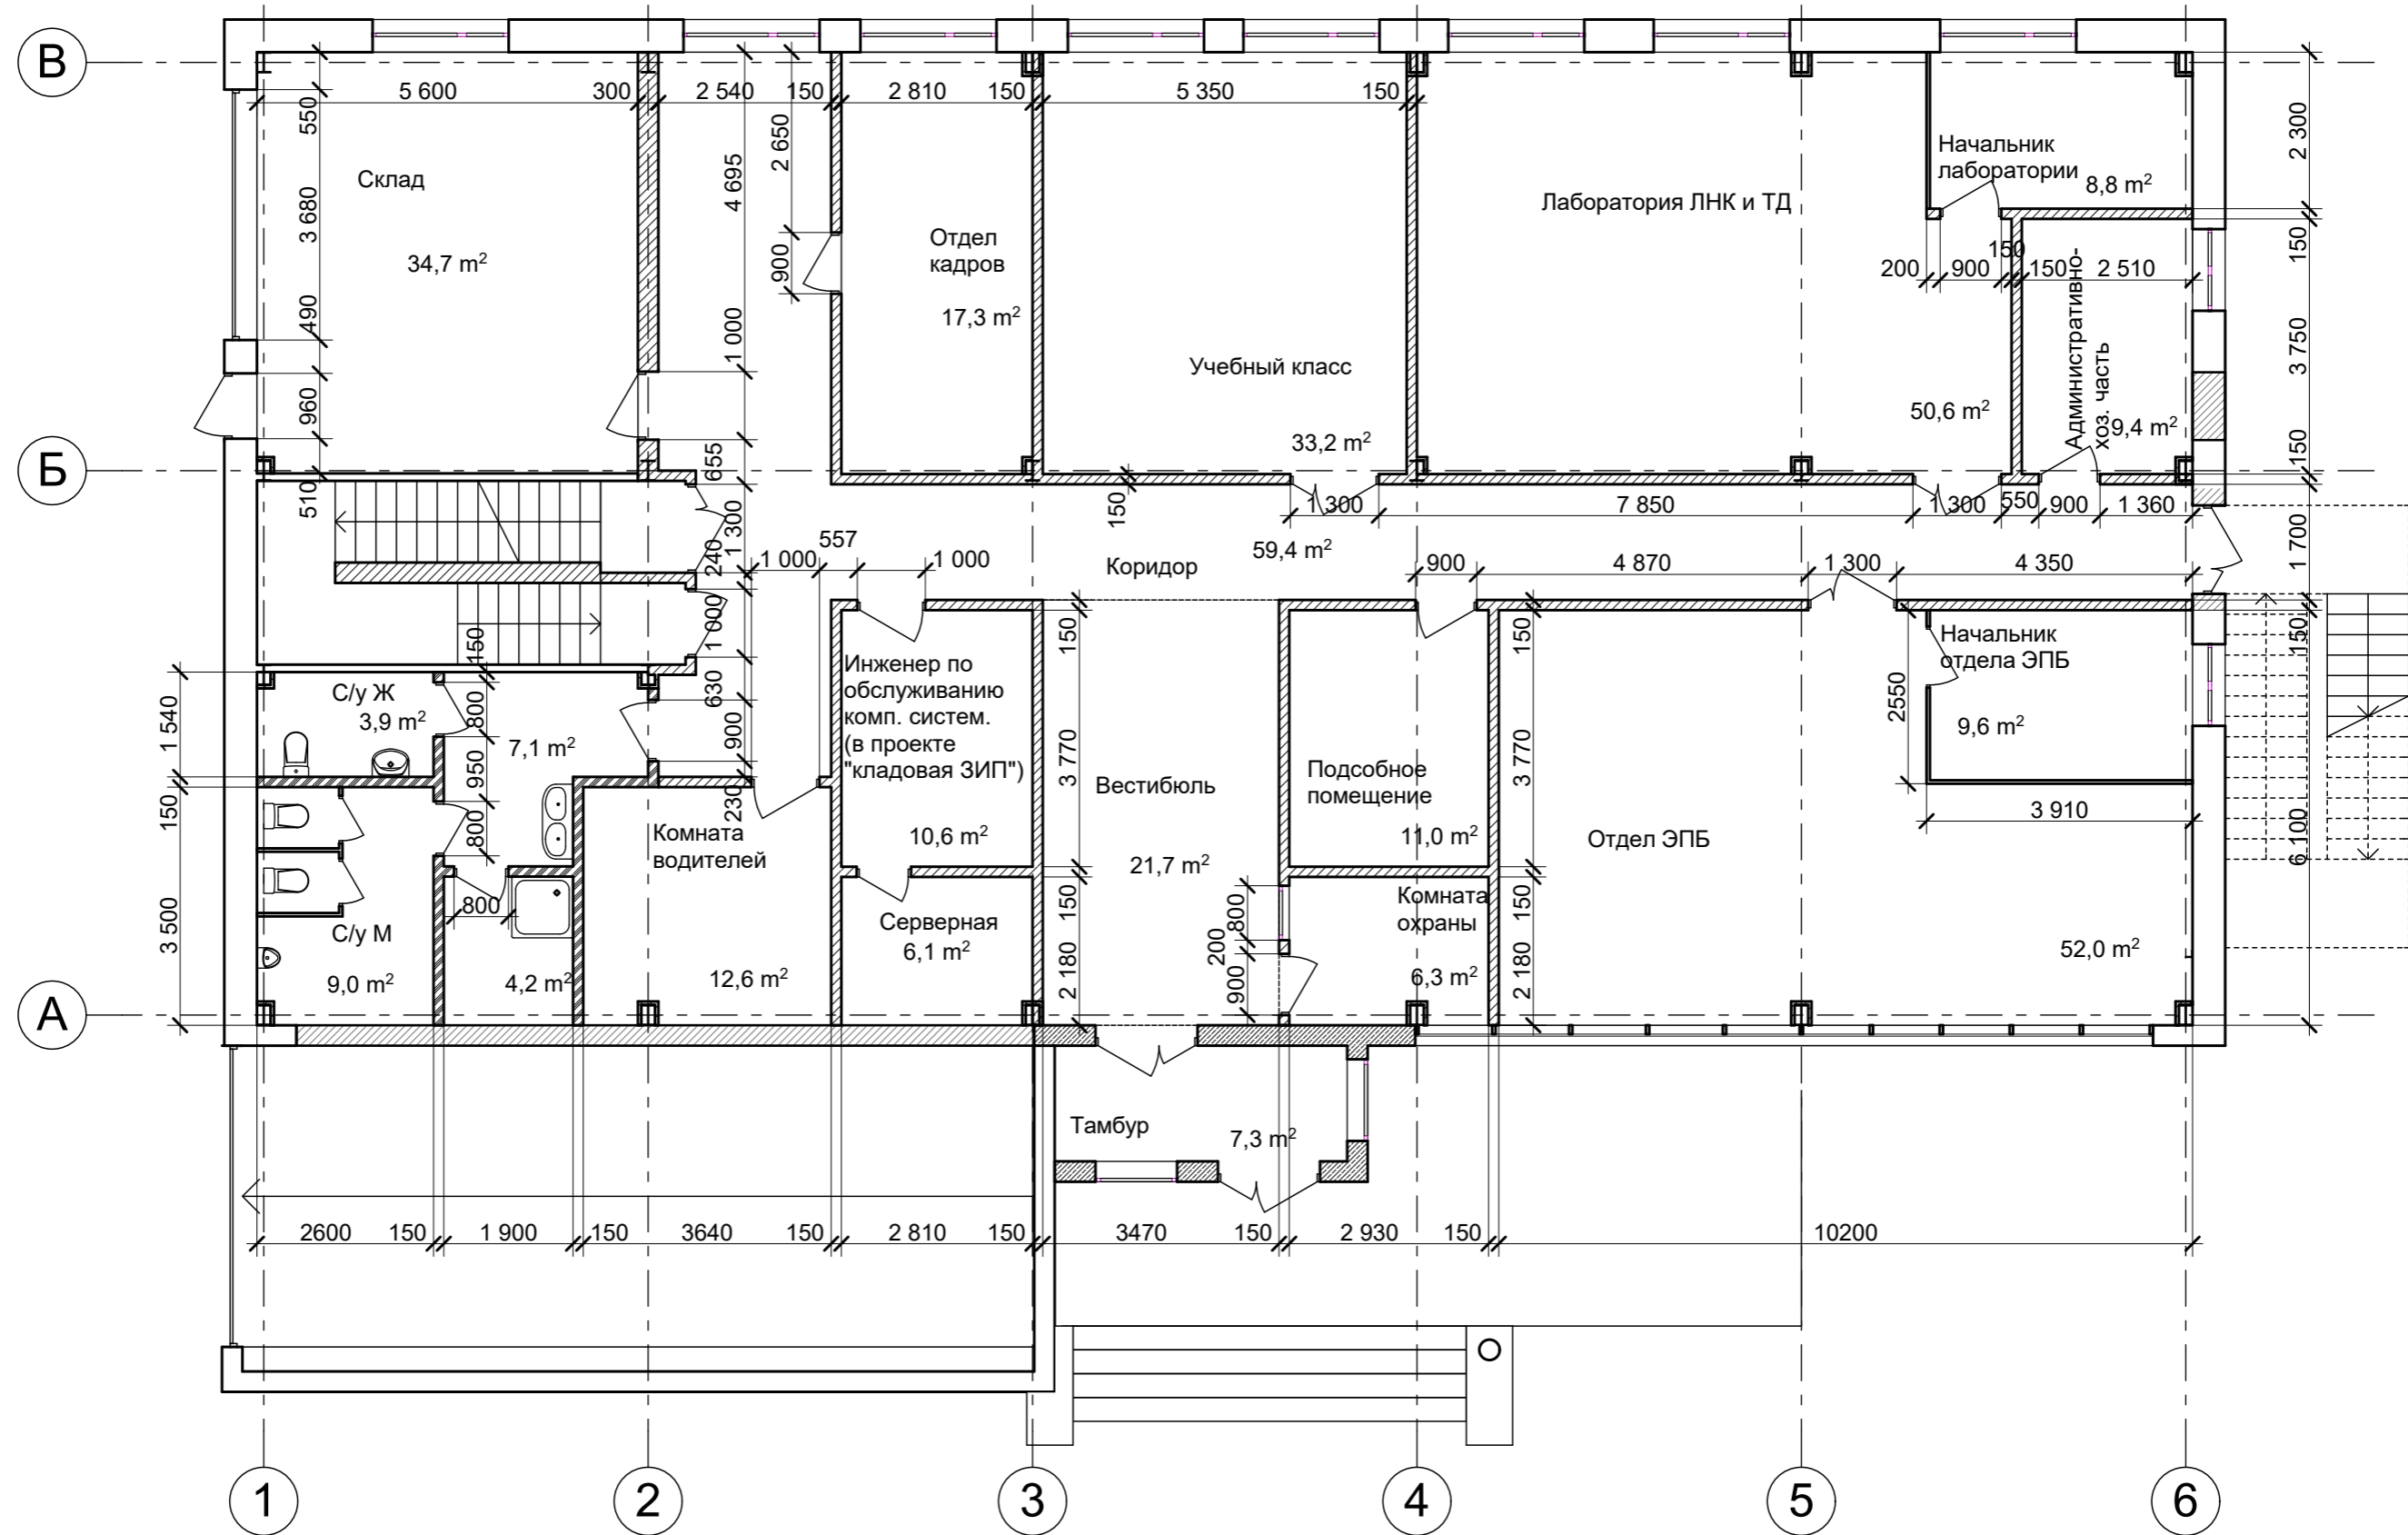 В
5 600
300
2 540
150
2 810
150
5 350
150
550
3 680
490
960
510
4 695
1 000
655
1 300
240
1 000
630
900
230
2 650
900
2 300
150
3 750
150
1 700
150
6 100
Склад
34,7 m²
Отдел
кадров
17,3 m²
Учебный класс
33,2 m²
Лаборатория ЛНК и ТД
50,6 m²
Начальник
лаборатории
8,8 m²
200
900
150
150
2 510
Административно-
хоз. часть
9,4 m²
Б
150
1 300
7 850
1 300
550
900
1 360
Коридор
59,4 m²
1 000
557
1 000
900
4 870
1 300
4 350
С/у Ж
3,9 m²
7,1 m²
150
800
950
800
1 540
150
3 500
Инженер по
обслуживанию
комп. систем.
(в проекте
"кладовая ЗИП")
10,6 m²
150
3 770
150
2 180
Вестибюль
21,7 m²
Подсобное
помещение
11,0 m²
150
3 770
150
2 180
Начальник
отдела ЭПБ
9,6 m²
2550
3 910
Отдел ЭПБ
52,0 m²
Комната
водителей
12,6 m²
Серверная
6,1 m²
Комната
охраны
6,3 m²
800
200
900
С/у М
9,0 m²
800
4,2 m²
А
Тамбур
7,3 m²
2600
150
1 900
150
3640
150
2 810
150
3470
150
2 930
150
10200
1
2
3
4
5
6